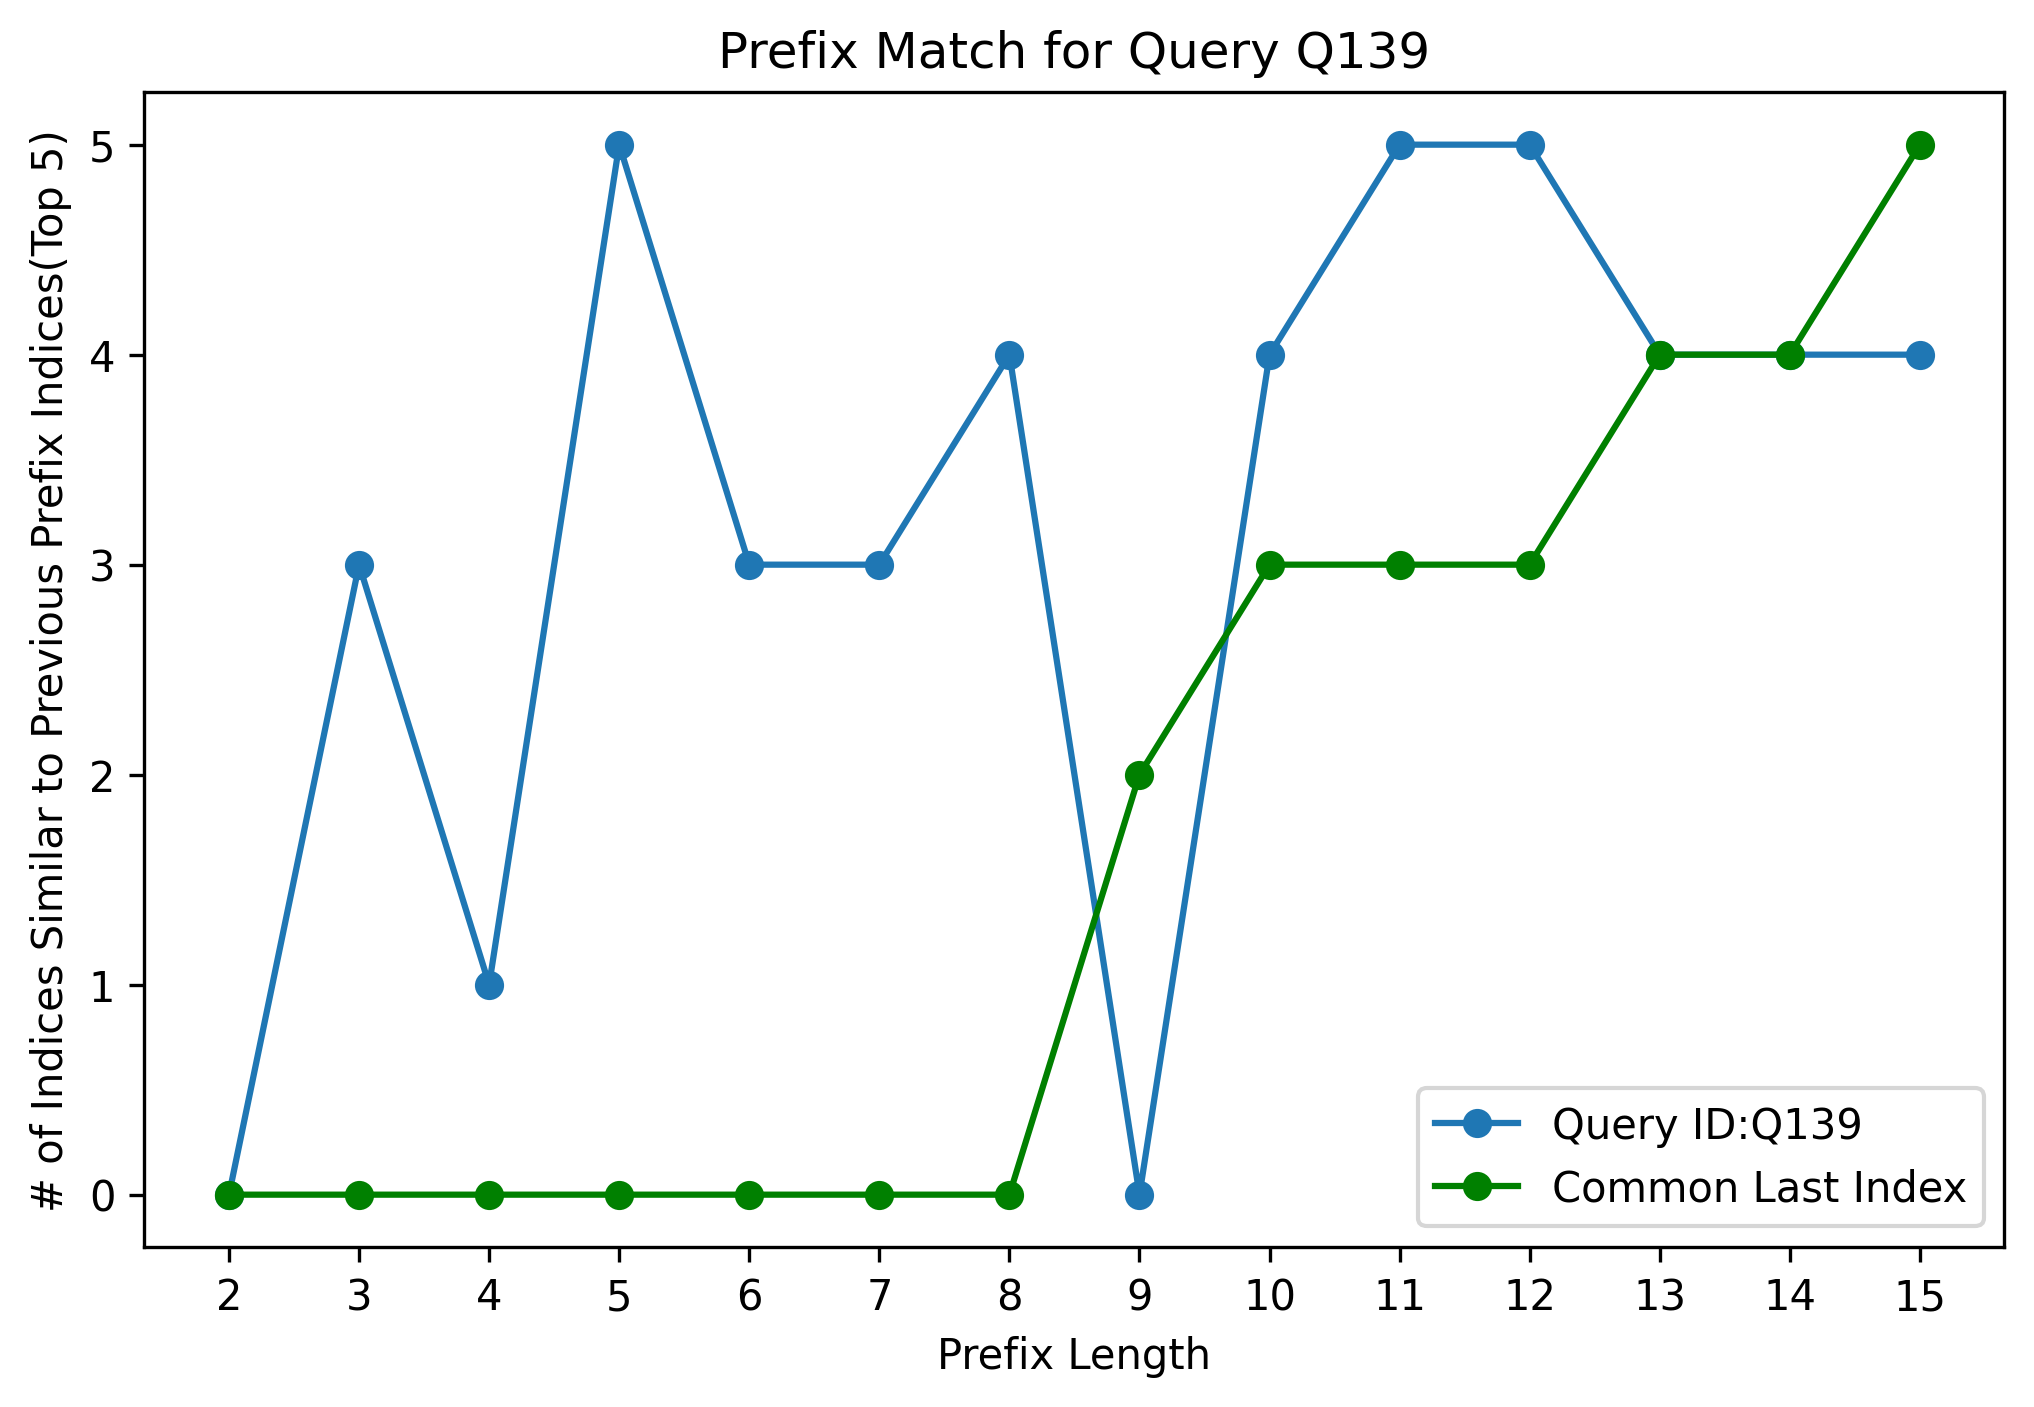 Prefix Match for Query Q139
# of Indices Similar to Previous Prefix Indices(Top 5)
5
4
3
2
1
0
Query ID:Q139
Common Last Index
2 3 4 5 6 7 8 9 10 11 12 13 14 15
Prefix Length